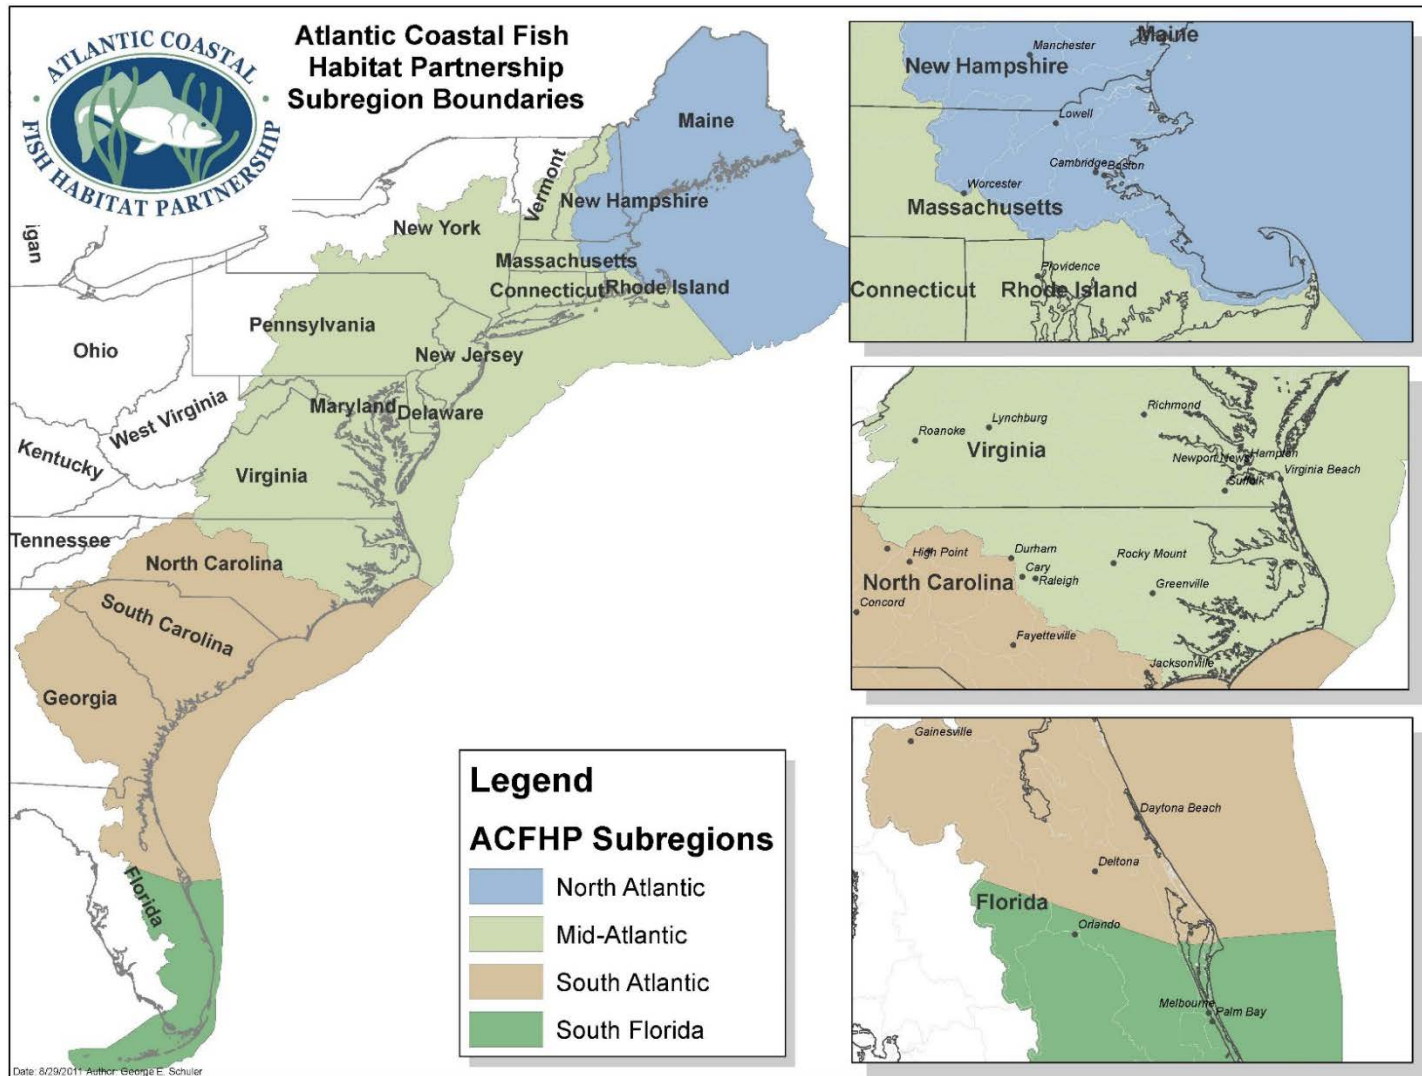 ATLANTIC COASTAL
FISH HABITAT PARTNERSHIP
Atlantic Coastal Fish
Habitat Partnership
Subregion Boundaries
Maine
Vermont
New Hampshire
New York
Massachusetts
Connecticut
Rhode Island
igan
Pennsylvania
Ohio
New Jersey
West Virginia
Maryland
Delaware
Kentucky
Virginia
Tennessee
North Carolina
South Carolina
Georgia
Florida
Legend
ACFHP Subregions
North Atlantic
Mid-Atlantic
South Atlantic
South Florida
Date: 8/29/2011 Author: George E. Schuler
Maine
Manchester
New Hampshire
Lowell
Cambridge
Boston
Worcester
Massachusetts
Providence
Connecticut
Rhode Island
Richmond
Lynchburg
Roanoke
Virginia
Hampton
Newport News
Virginia Beach
Suffolk
High Point
Durham
Rocky Mount
Cary
Raleigh
North Carolina
Greenville
Concord
Fayetteville
Jacksonville
Gainesville
Daytona Beach
Deltona
Florida
Orlando
Melbourne
Palm Bay